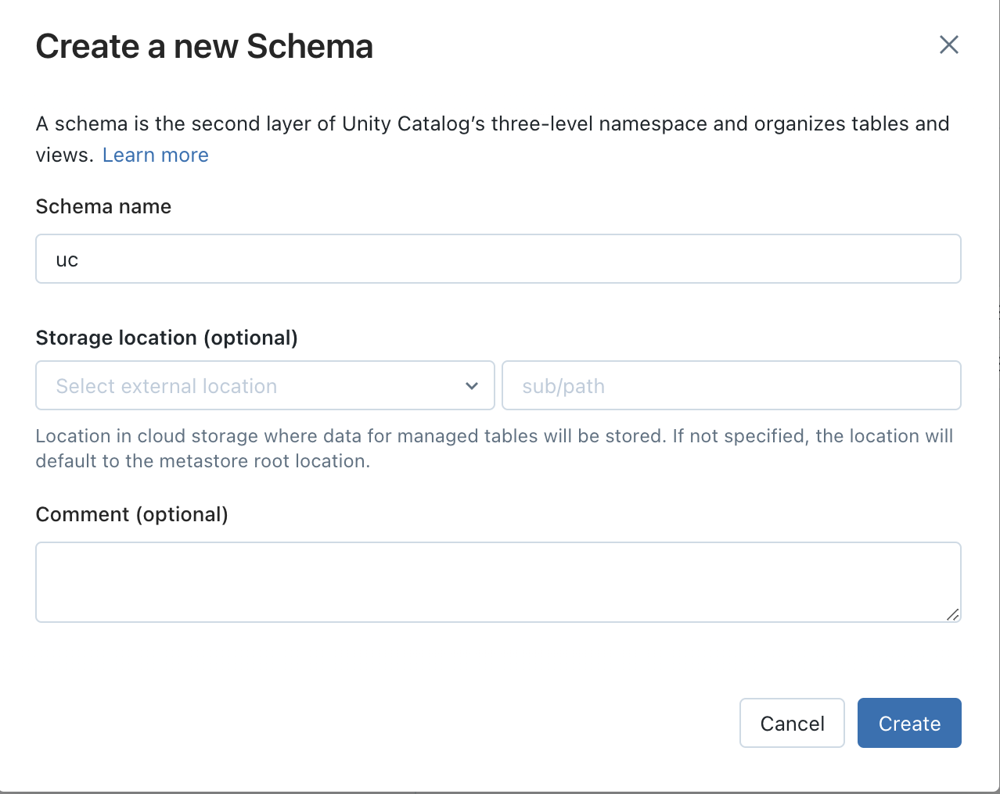 Create a new Schema
A schema is the second layer of Unity Catalog’s three-level namespace and organizes tables and
views. Learn more
Schema name
uc
Storage location (optional)
Select external location
sub/path
Location in cloud storage where data for managed tables will be stored. If not specified, the location will
default to the metastore root location.
Comment (optional)
Cancel
Create